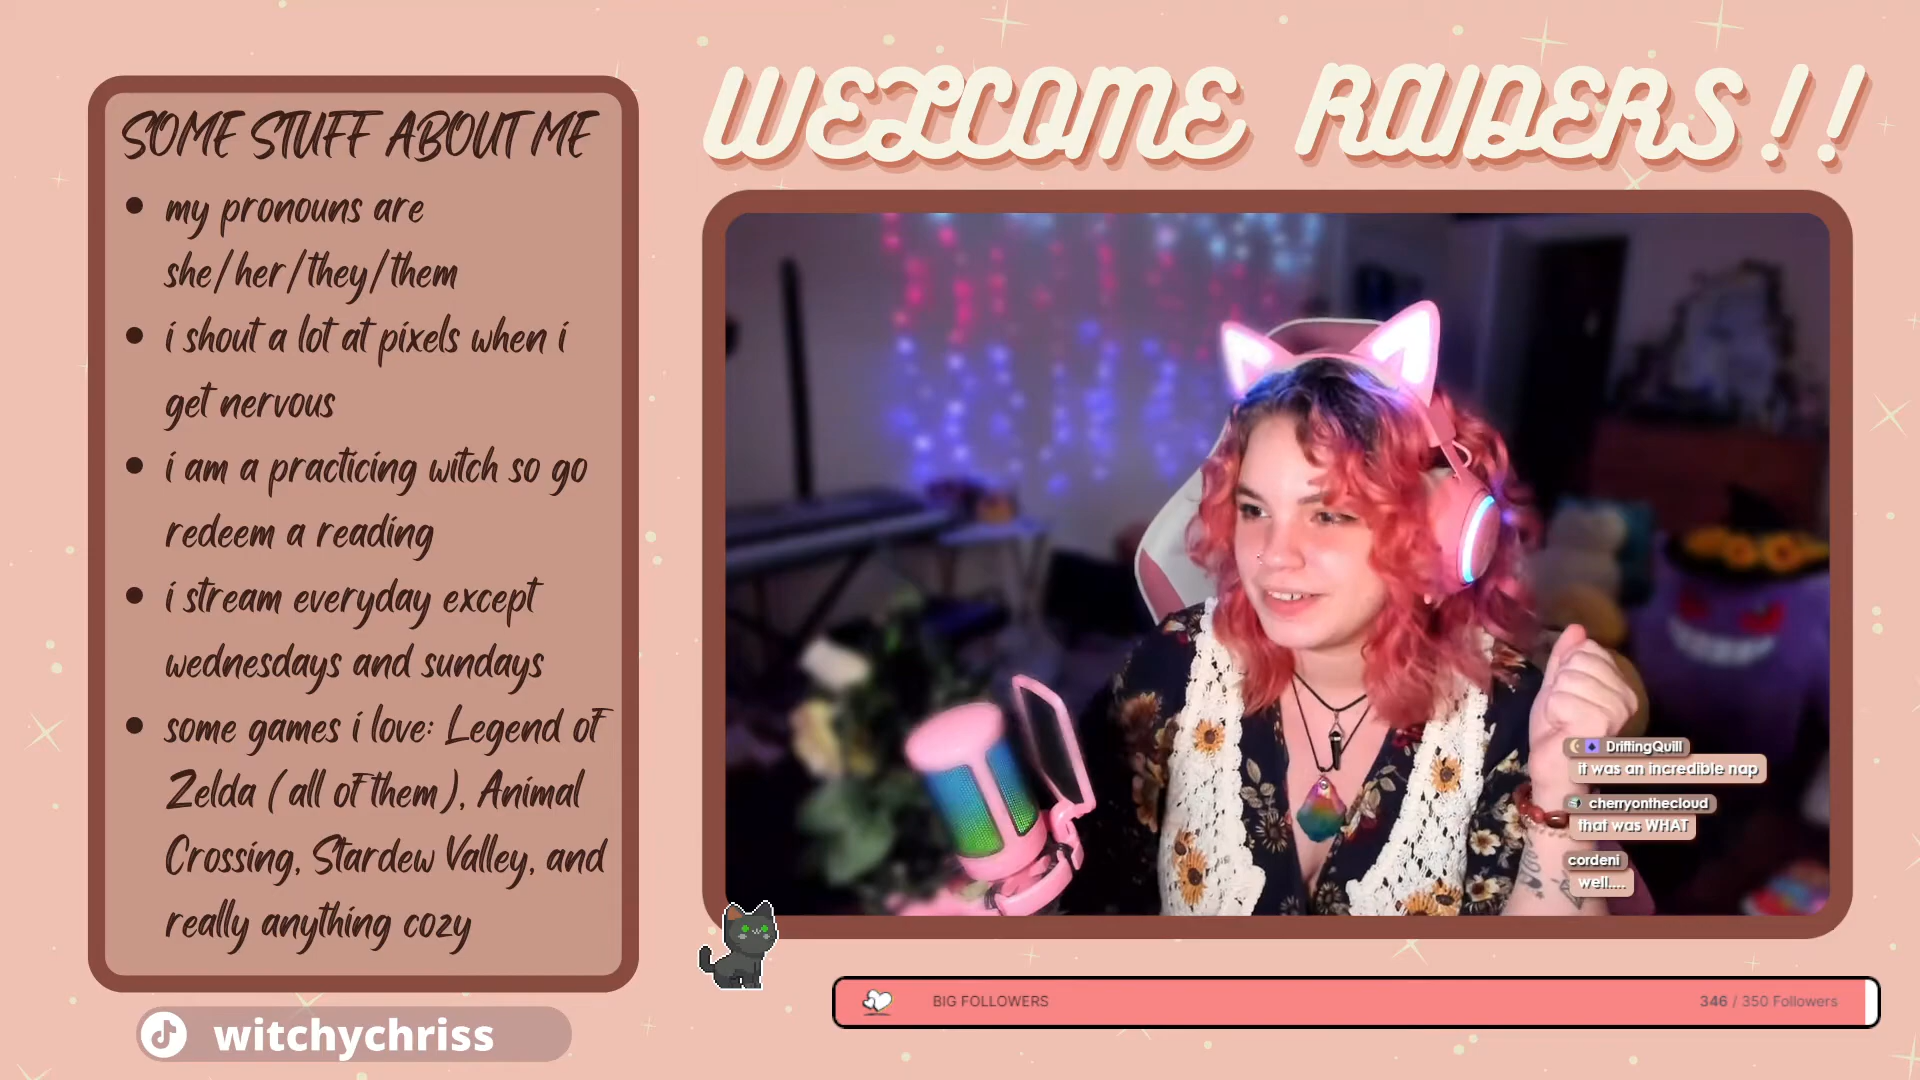 SOME STUFF ABOUT ME
my pronouns are
she/her/they/them
i shout a lot at pixels when i
get nervous
i am a practicing witch so go
redeem a reading
i stream everyday except
wednesdays and sundays
some games i love: Legend of
Zelda (all of them), Animal
Crossing, Stardew Valley, and
really anything cozy
witchychriss
WELCOME RAIDERS!!
DriftingQuill
it was an incredible nap
cherryonthecloud
that was WHAT
cordeni
well....
BIG FOLLOWERS
346 / 350 Followers